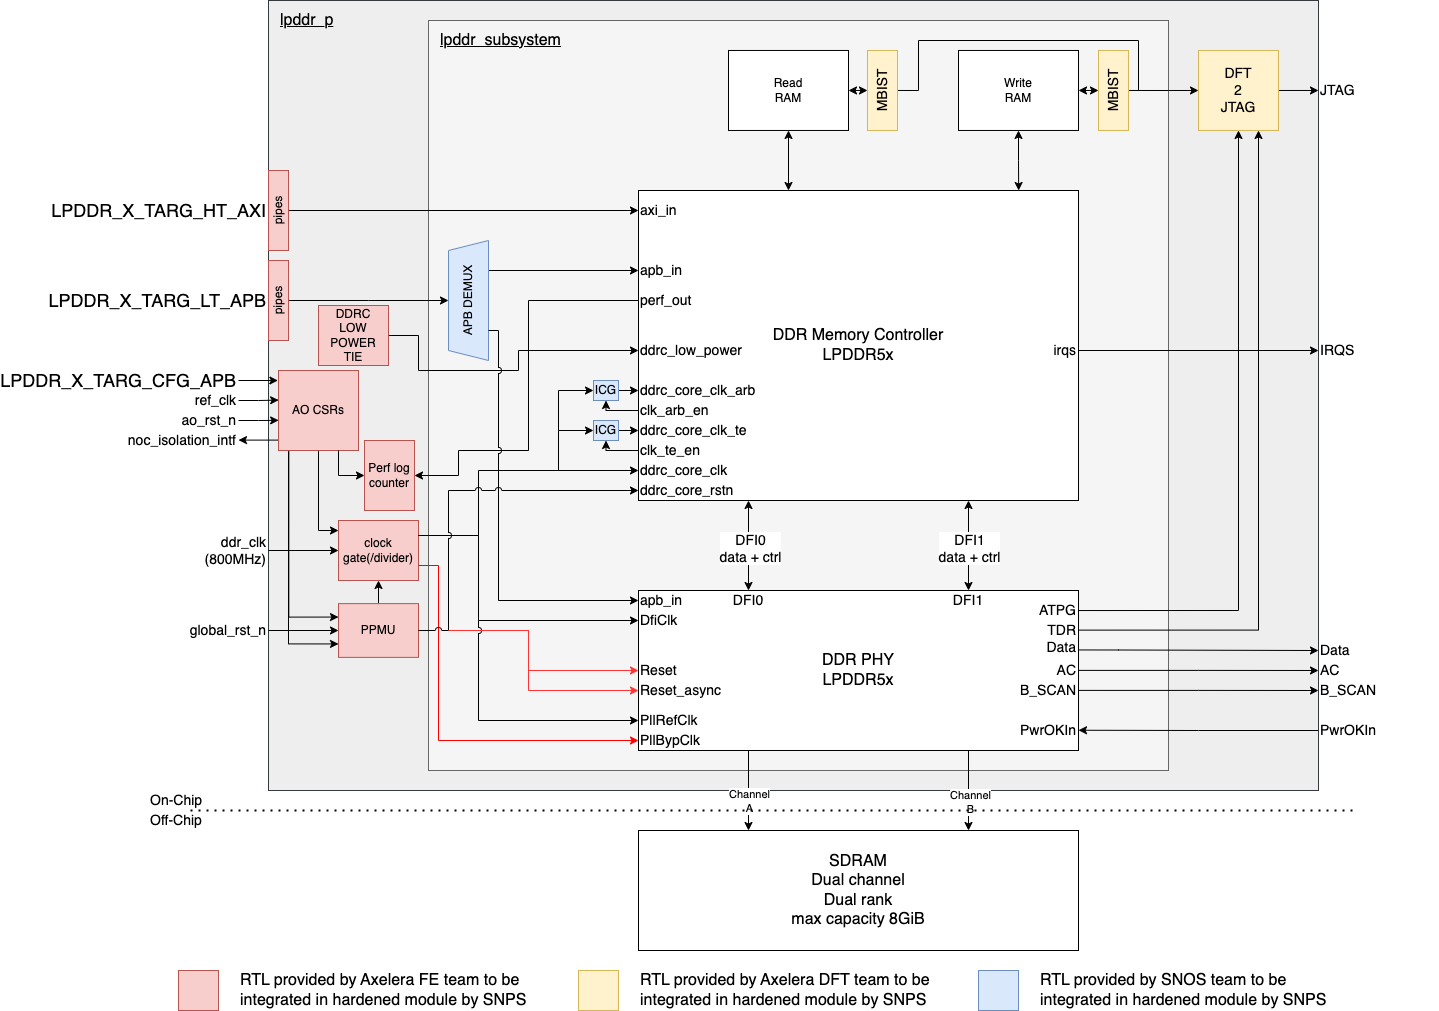 lpddr_p
lpddr_subsystem
Read
RAM
MBIST
Write
RAM
MBIST
DFT
2
JTAG
JTAG
pipes
LPDDR_X_TARG_HT_AXI
axi_in
APB DEMUX
apb_in
pipes
LPDDR_X_TARG_LT_APB
perf_out
DDRC
LOW
POWER
TIE
DDR Memory Controller
LPDDR5x
ddrc_low_power
irqs
IRQS
LPDDR_X_TARG_CFG_APB
ref_clk
ao_rst_n
noc_isolation_intf
AO CSRs
ICG
ddrc_core_clk_arb
clk_arb_en
ICG
ddrc_core_clk_te
clk_te_en
Perf log
counter
ddrc_core_clk
ddrc_core_rstn
ddr_clk
(800MHz)
clock
gate(/divider)
DFI0
data + ctrl
DFI1
data + ctrl
global_rst_n
PPMU
apb_in
DFI0
DFI1
DfiClk
ATPG
TDR
Data
Data
DDR PHY
LPDDR5x
Reset
AC
AC
Reset_async
B_SCAN
B_SCAN
PllRefClk
PllBypClk
PwrOKIn
PwrOKIn
On-Chip
Off-Chip
Channel
A
Channel
B
SDRAM
Dual channel
Dual rank
max capacity 8GiB
RTL provided by Axelera FE team to be
integrated in hardened module by SNPS
RTL provided by Axelera DFT team to be
integrated in hardened module by SNPS
RTL provided by SNOS team to be
integrated in hardened module by SNPS